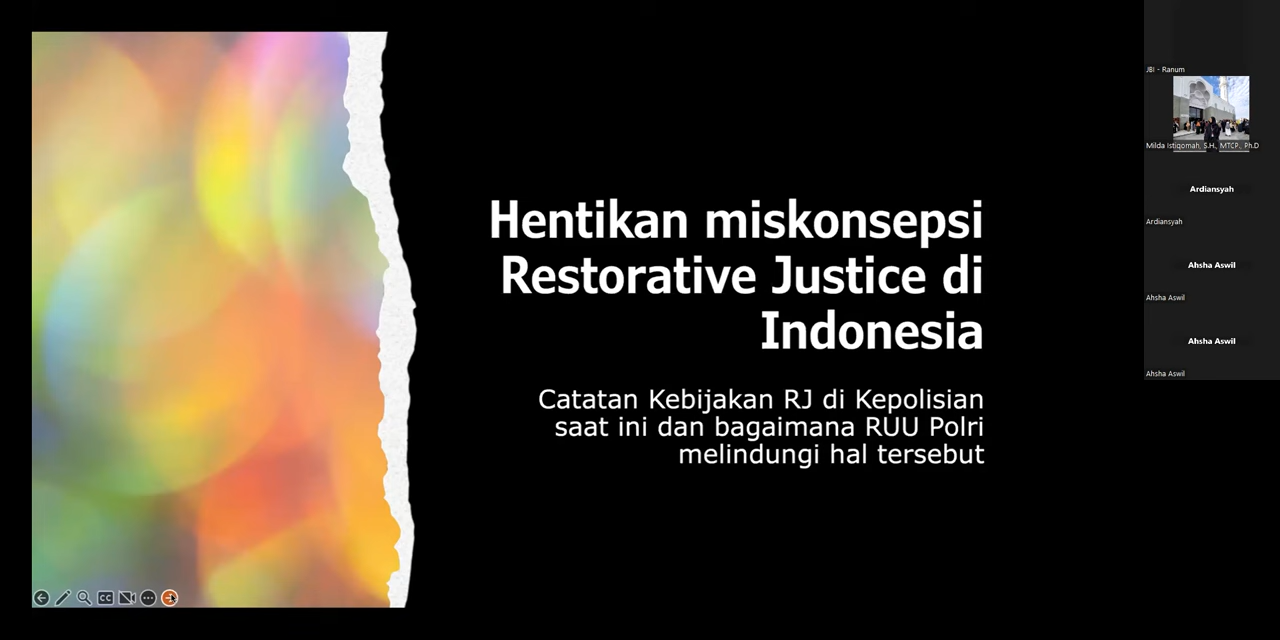 Hentikan miskonsepsi
Restorative Justice di
Indonesia
Catatan Kebijakan RJ di Kepolisian
saat ini dan bagaimana RUU Polri
melindungi hal tersebut
CC
JBI - Ranum
Milda Istiqomah, S.H., MTCP., Ph.D
Ardiansyah
Ardiansyah
Ahsha Aswil
Ahsha Aswil
Ahsha Aswil
Ahsha Aswil